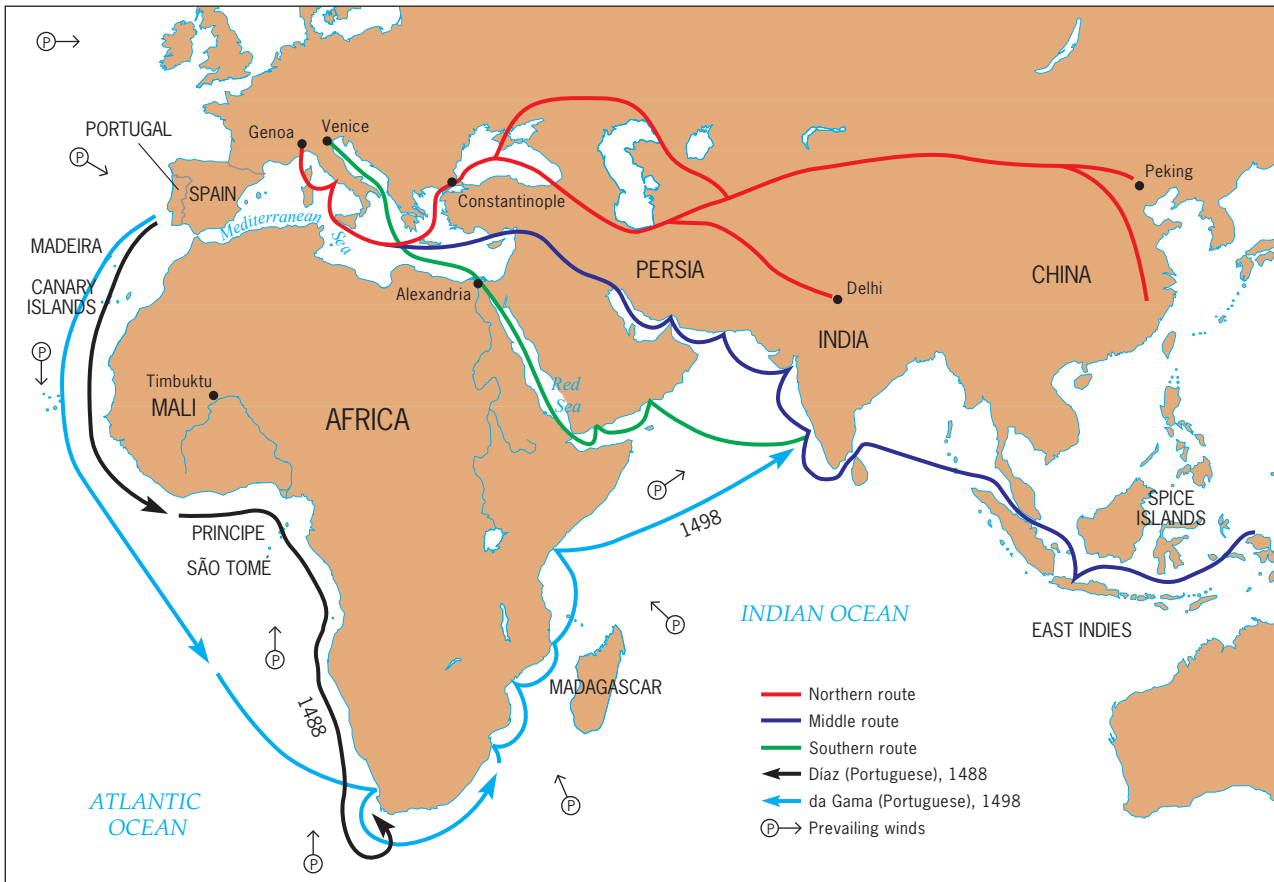 P
PORTUGAL
Genoa
Venice
P
SPAIN
Constantinople
Peking
Mediterranean
Sea
MADEIRA
CANARY
ISLANDS
PERSIA
CHINA
Alexandria
Delhi
INDIA
P
Timbuktu
MALI
AFRICA
Red
Sea
P
1498
SPICE
ISLANDS
PRINCIPE
SÃO TOMÉ
P
P
INDIAN OCEAN
EAST INDIES
MADAGASCAR
1488
Northern route
Middle route
Southern route
Díaz (Portuguese), 1488
da Gama (Portuguese), 1498
P Prevailing winds
ATLANTIC
OCEAN
P
P